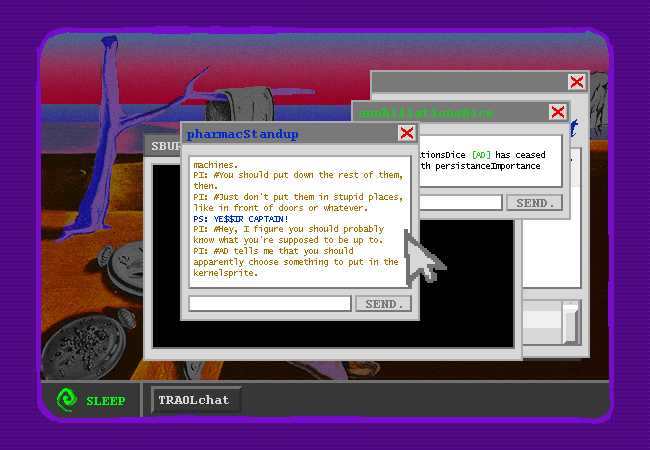 annihiliationsDice
pharmacStandup
SBUR
tionsDice [AD] has ceased
th persistanceImportance
machines.
PI: #You should put down the rest of them,
then.
PI: #Just don't put them in stupid places,
like in front of doors or whatever.
PS: YE$$IR CAPTAIN!
PI: #Hey, I figure you should probably
know what you're supposed to be up to.
PI: #AD tells me that you should
apparently choose something to put in the
kernelsprite.
SEND.
SEND.
t
SLEEP
TRAOLchat